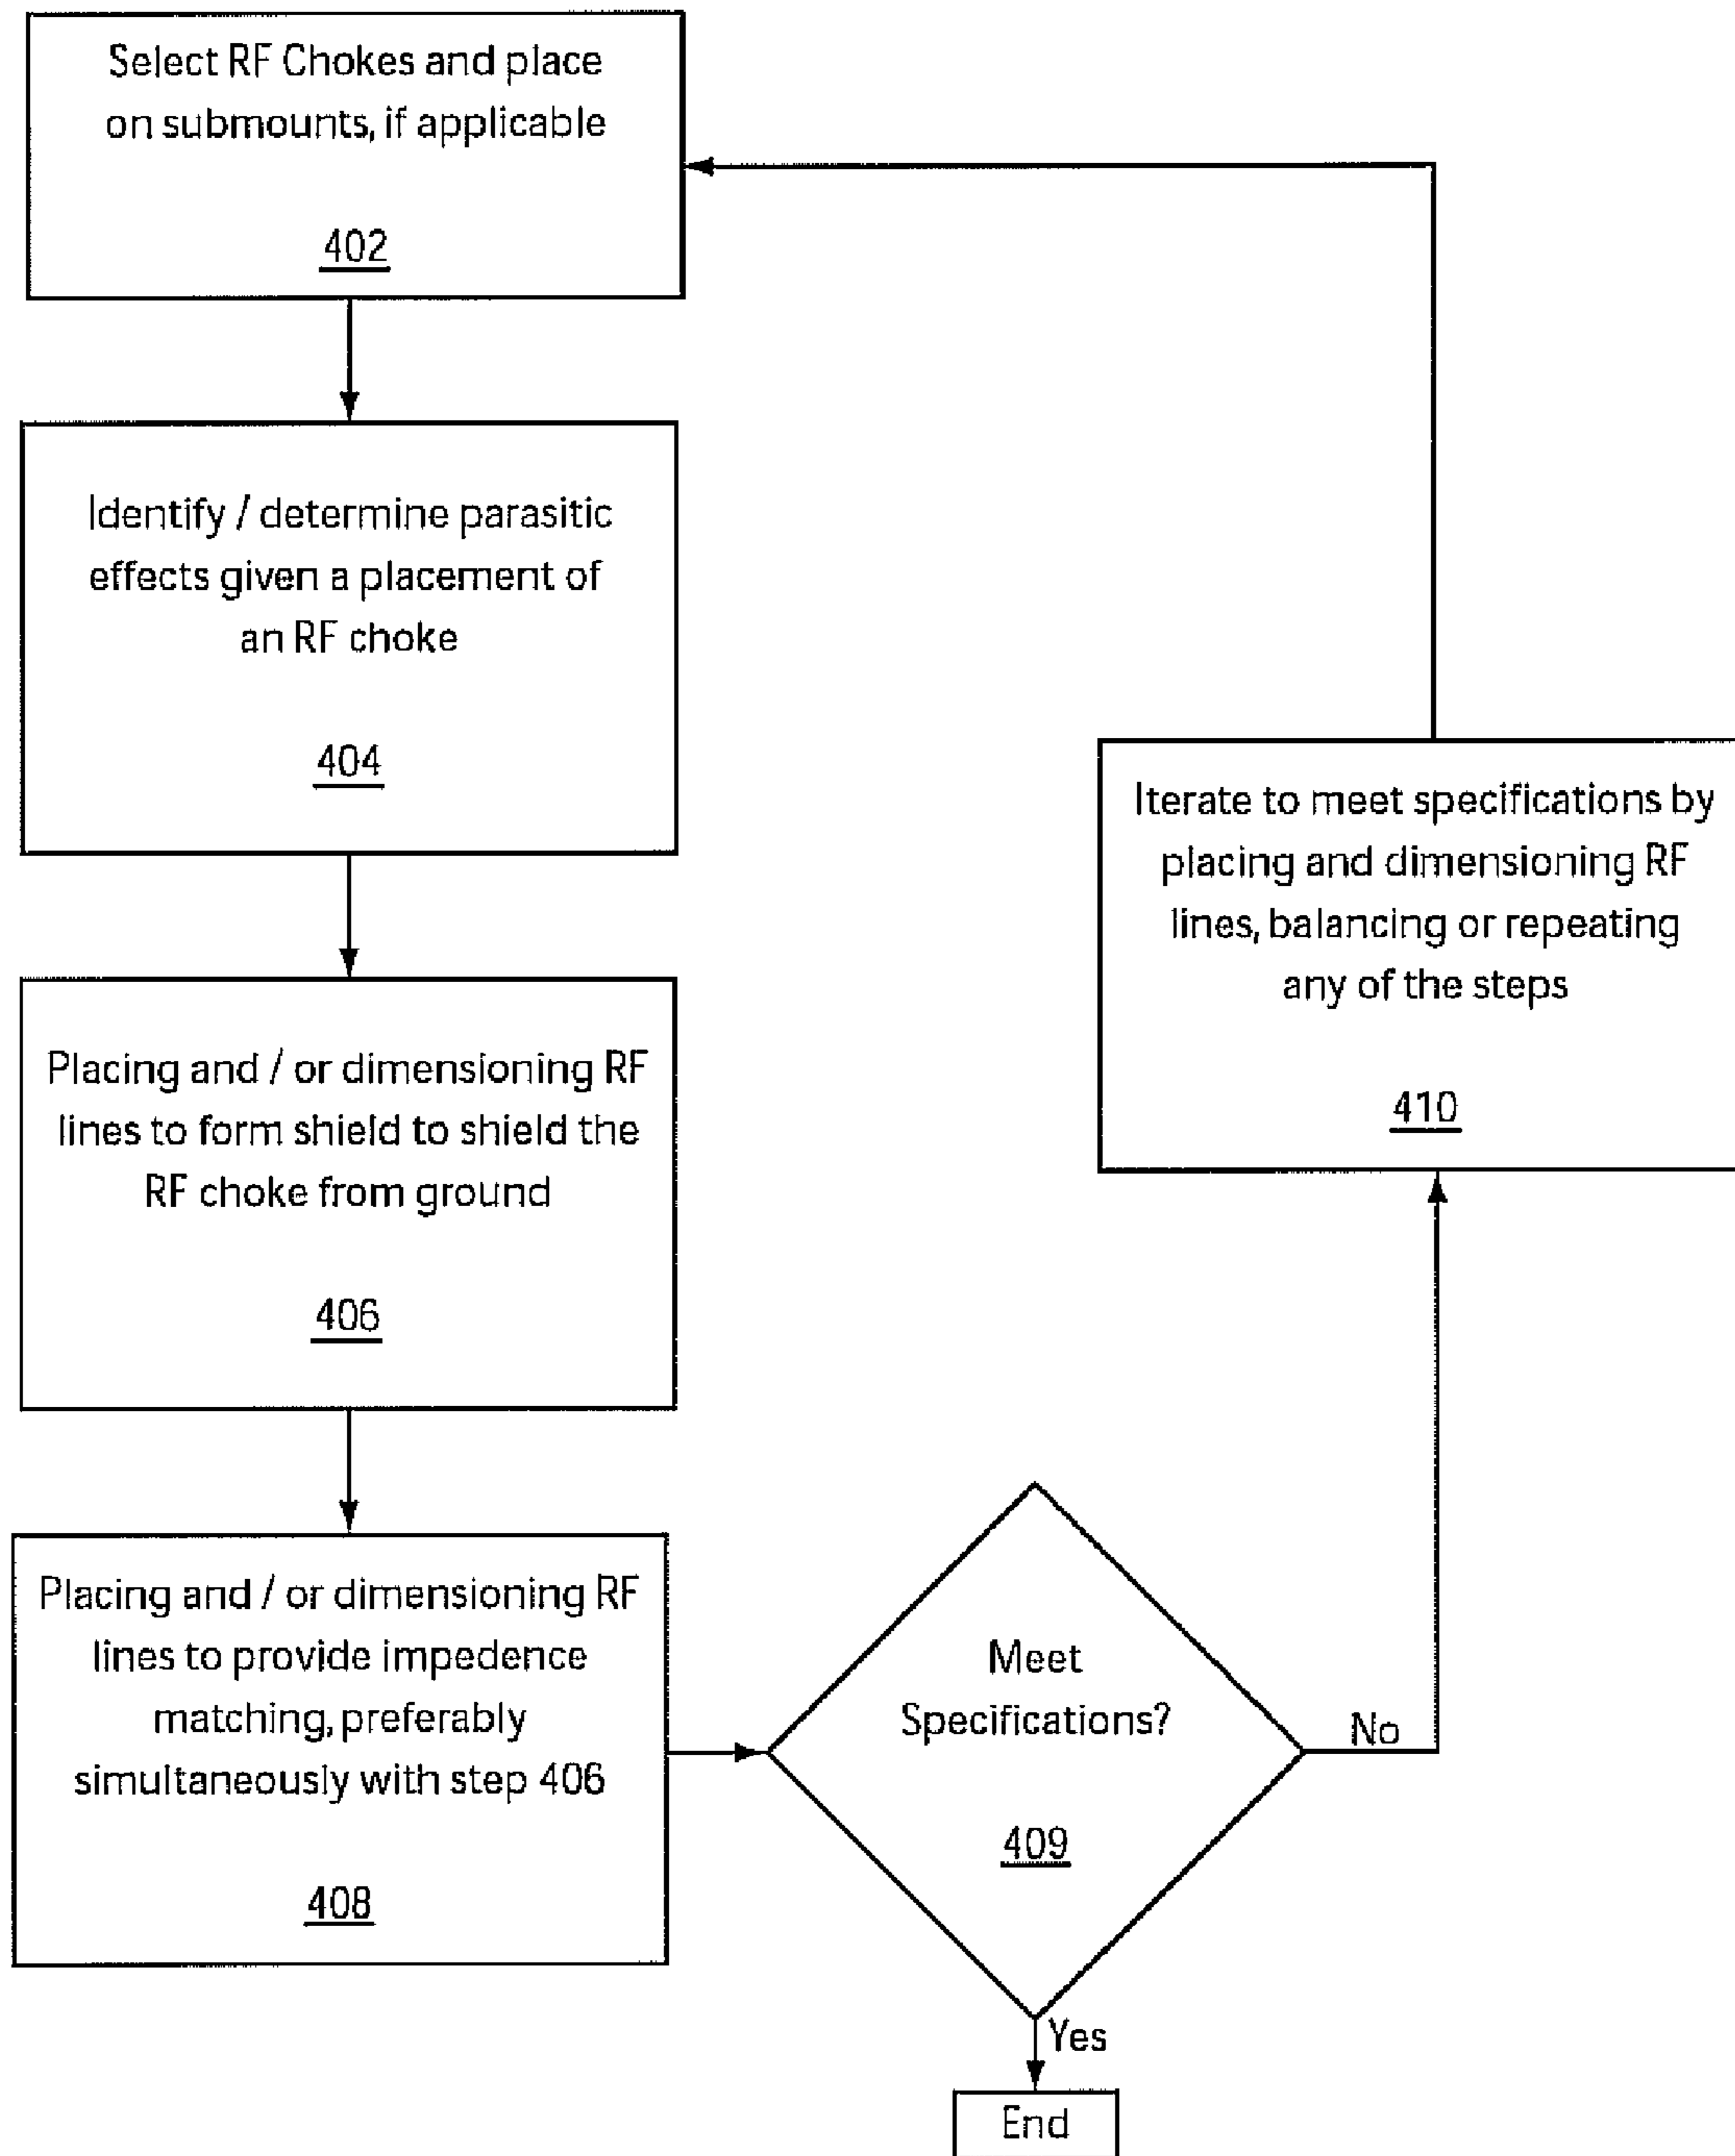 Select RF Chokes and place
on submounts, if applicable
402
Identify / determine parasitic
effects given a placement of
an RF choke
404
Placing and / or dimensioning RF
lines to form shield to shield the
RF choke from ground
406
Placing and / or dimensioning RF
lines to provide impedence
matching, preferably
simultaneously with step 406
408
Meet
Specifications?
409
No
Yes
End
Iterate to meet specifications by
placing and dimensioning RF
lines, balancing or repeating
any of the steps
410